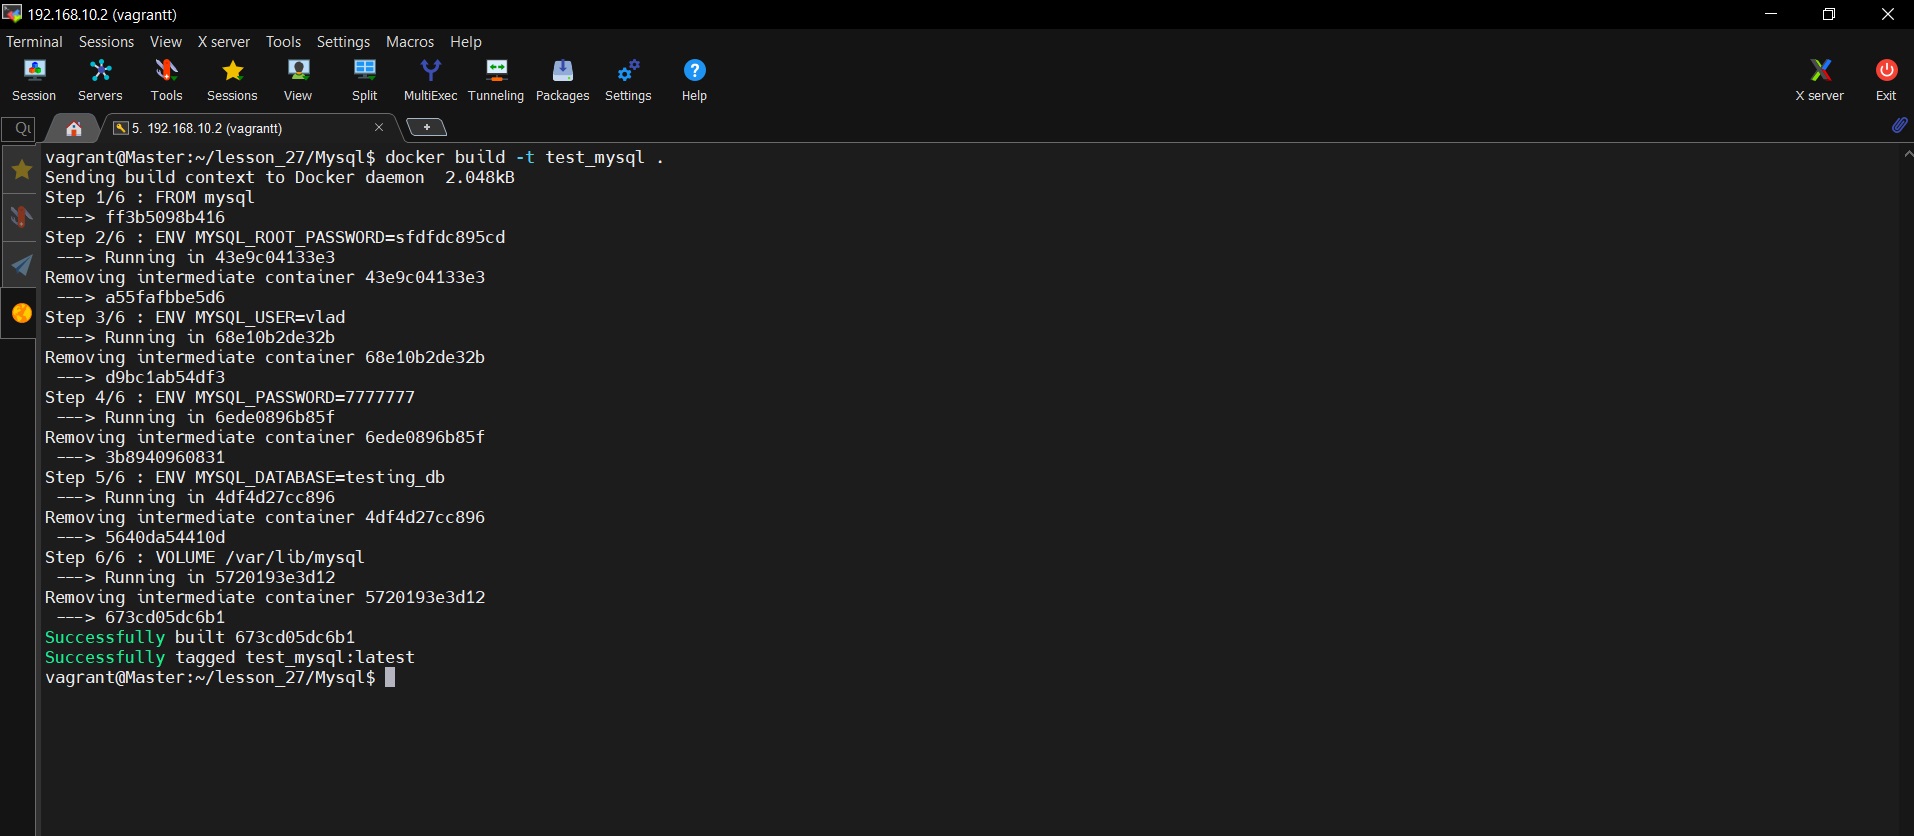 192.168.10.2 (vagrantt)
Terminal Sessions View X server Tools Settings Macros Help
Session Servers Tools Sessions View Split MultiExec Tunneling Packages Settings Help X server Exit
5. 192.168.10.2 (vagrantt)
vagrant@Master:~/lesson_27/Mysql$ docker build -t test_mysql .
Sending build context to Docker daemon  2.048kB
Step 1/6 : FROM mysql
 ---> ff3b5098b416
Step 2/6 : ENV MYSQL_ROOT_PASSWORD=sfdfdc895cd
 ---> Running in 43e9c04133e3
Removing intermediate container 43e9c04133e3
 ---> a55fafbbe5d6
Step 3/6 : ENV MYSQL_USER=vlad
 ---> Running in 68e10b2de32b
Removing intermediate container 68e10b2de32b
 ---> d9bc1ab54df3
Step 4/6 : ENV MYSQL_PASSWORD=7777777
 ---> Running in 6ede0896b85f
Removing intermediate container 6ede0896b85f
 ---> 3b8940960831
Step 5/6 : ENV MYSQL_DATABASE=testing_db
 ---> Running in 4df4d27cc896
Removing intermediate container 4df4d27cc896
 ---> 5640da54410d
Step 6/6 : VOLUME /var/lib/mysql
 ---> Running in 5720193e3d12
Removing intermediate container 5720193e3d12
 ---> 673cd05dc6b1
Successfully built 673cd05dc6b1
Successfully tagged test_mysql:latest
vagrant@Master:~/lesson_27/Mysql$